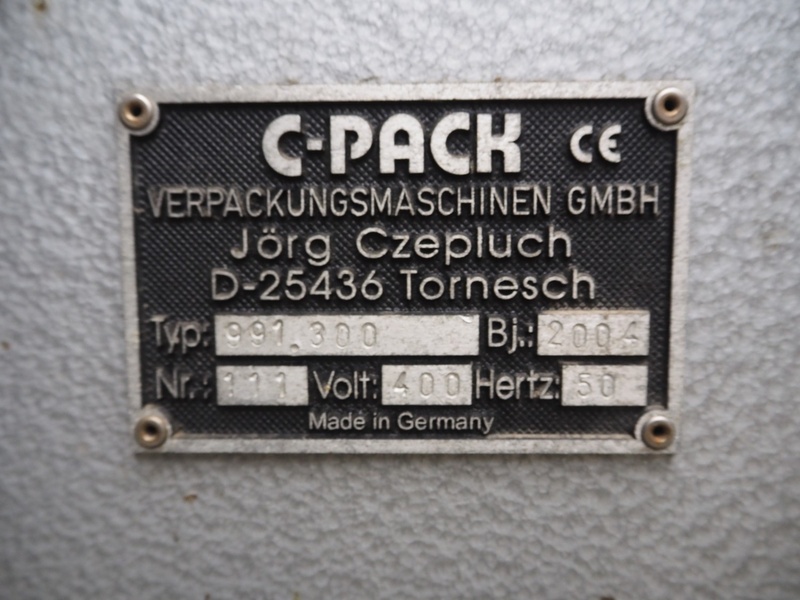 C-PACK CE
VERPACKUNGSMASCHINEN GMBH
Jörg Czepluch
D-25436 Tornesch
Typ: 991.300 Bj.: 2004
Nr.: 111 Volt: 400 Hertz: 50
Made in Germany